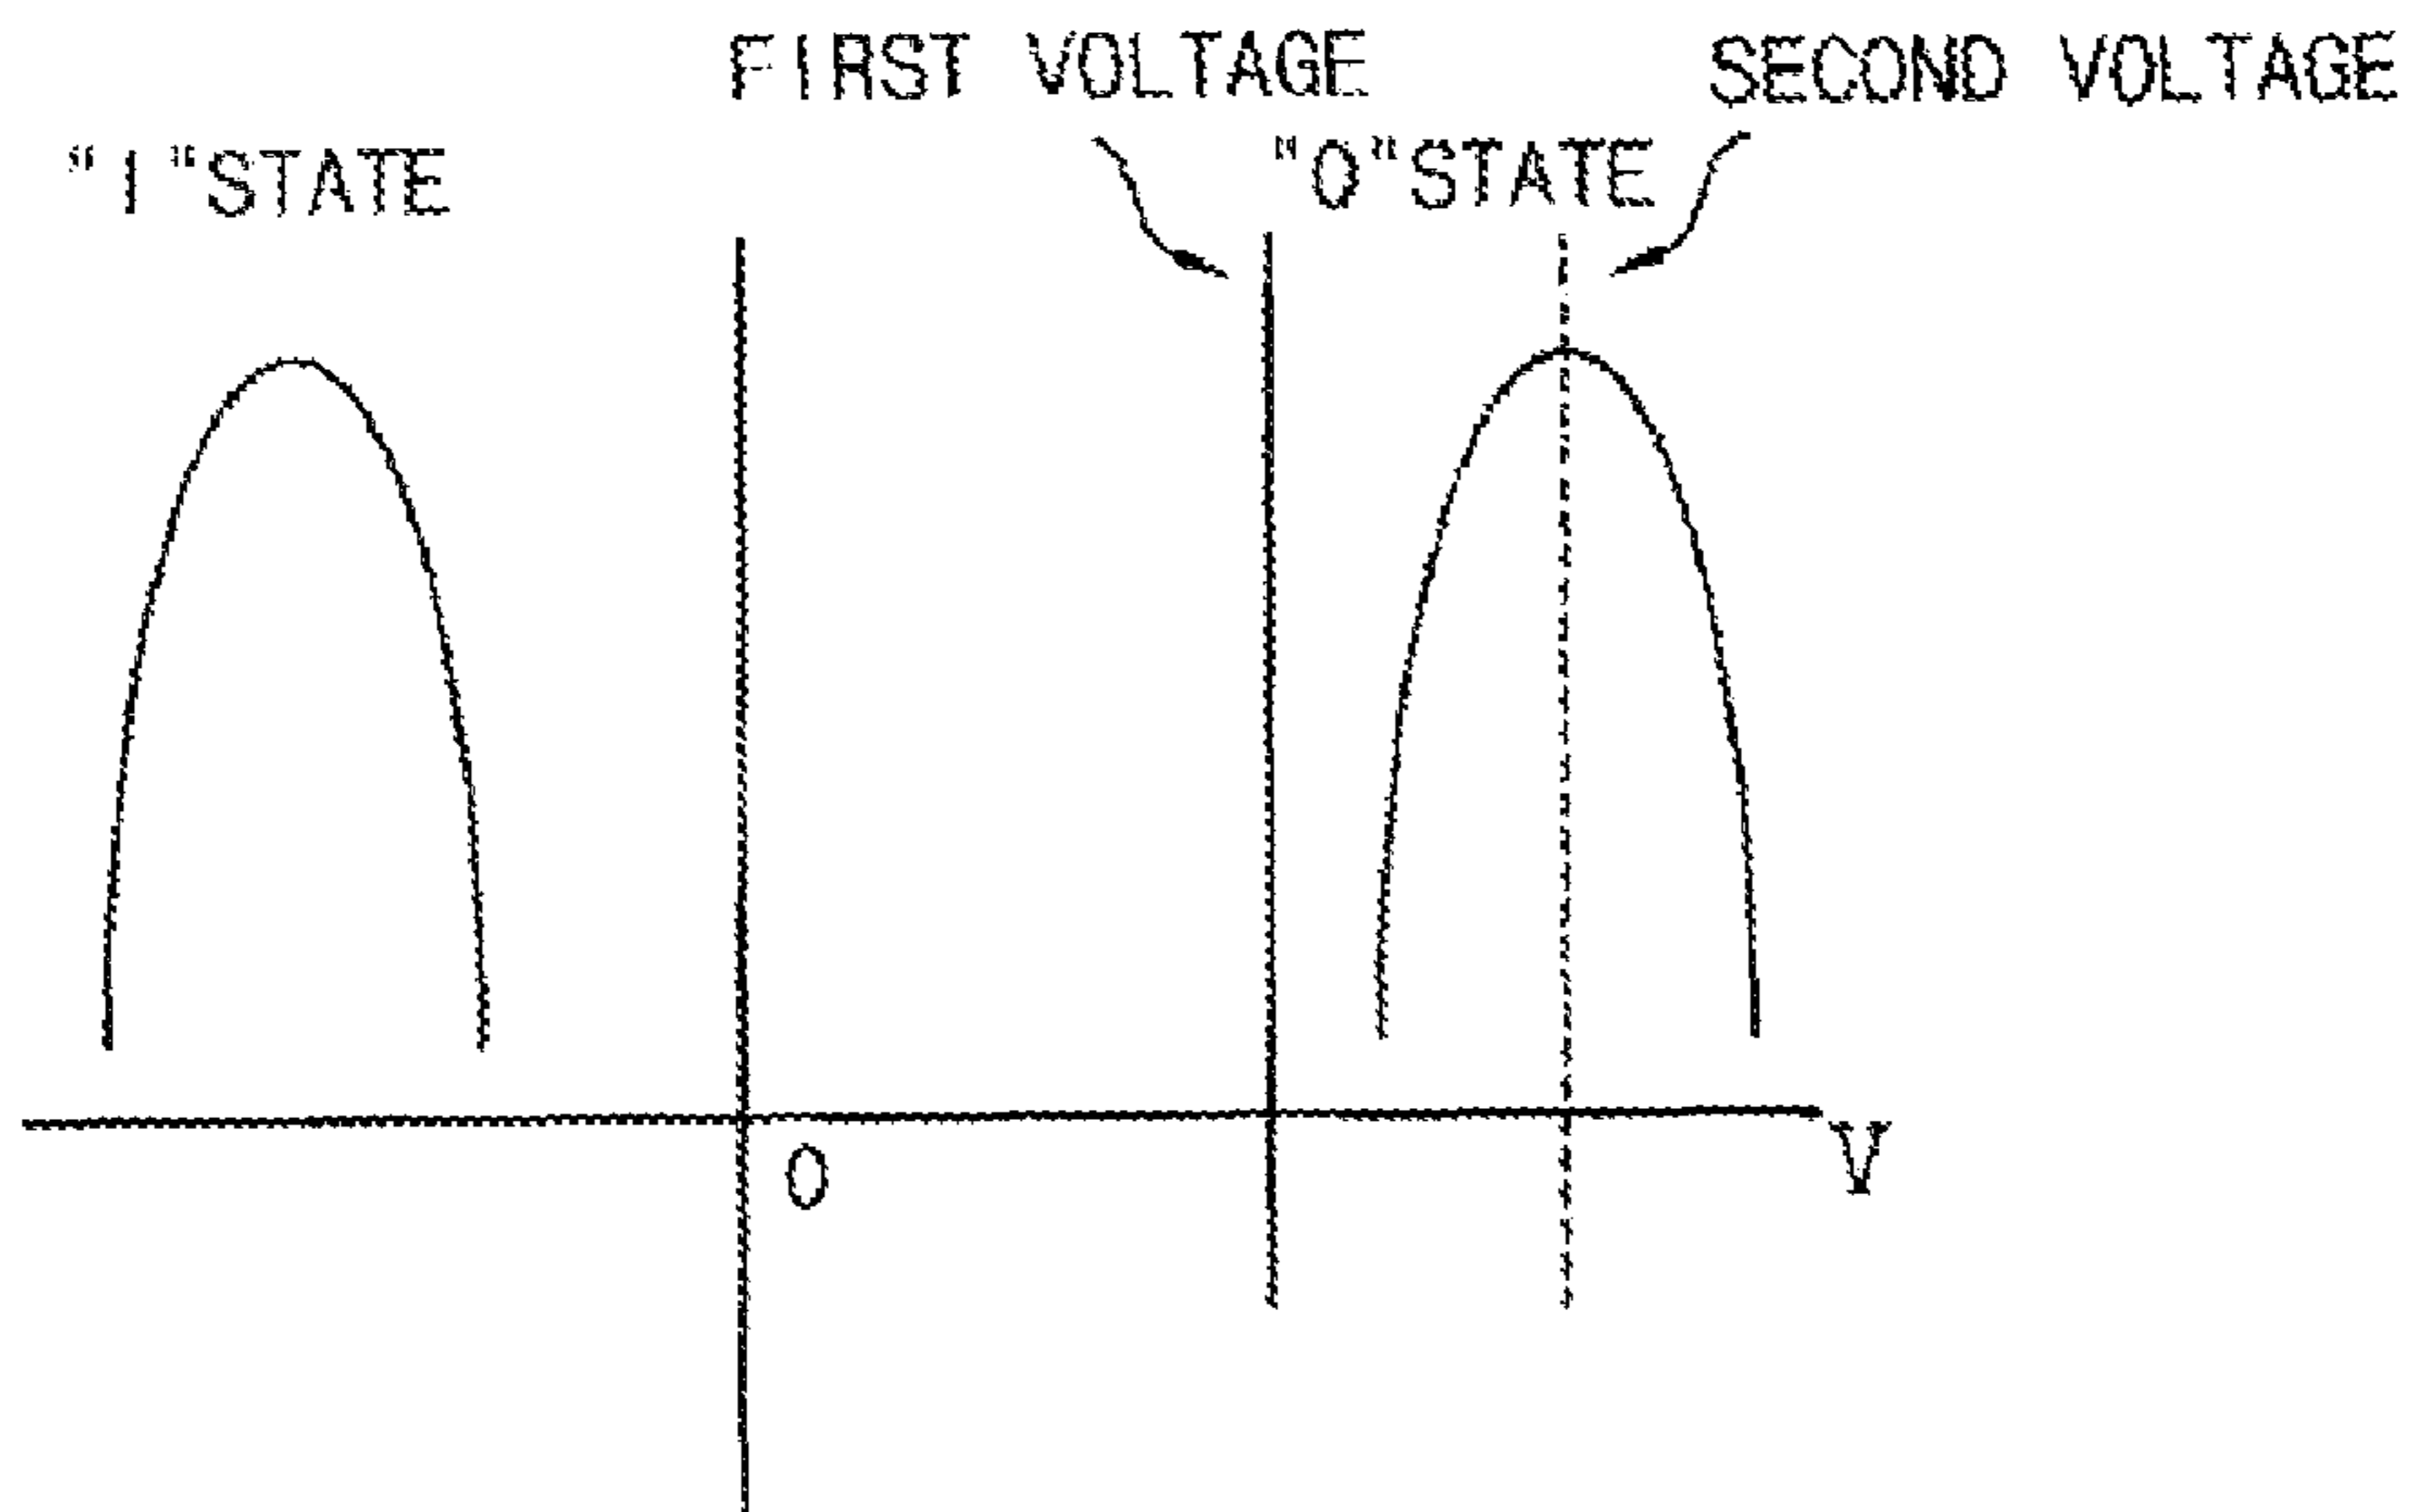 FIRST VOLTAGE
SECOND VOLTAGE
"1"STATE
"0"STATE
0
V